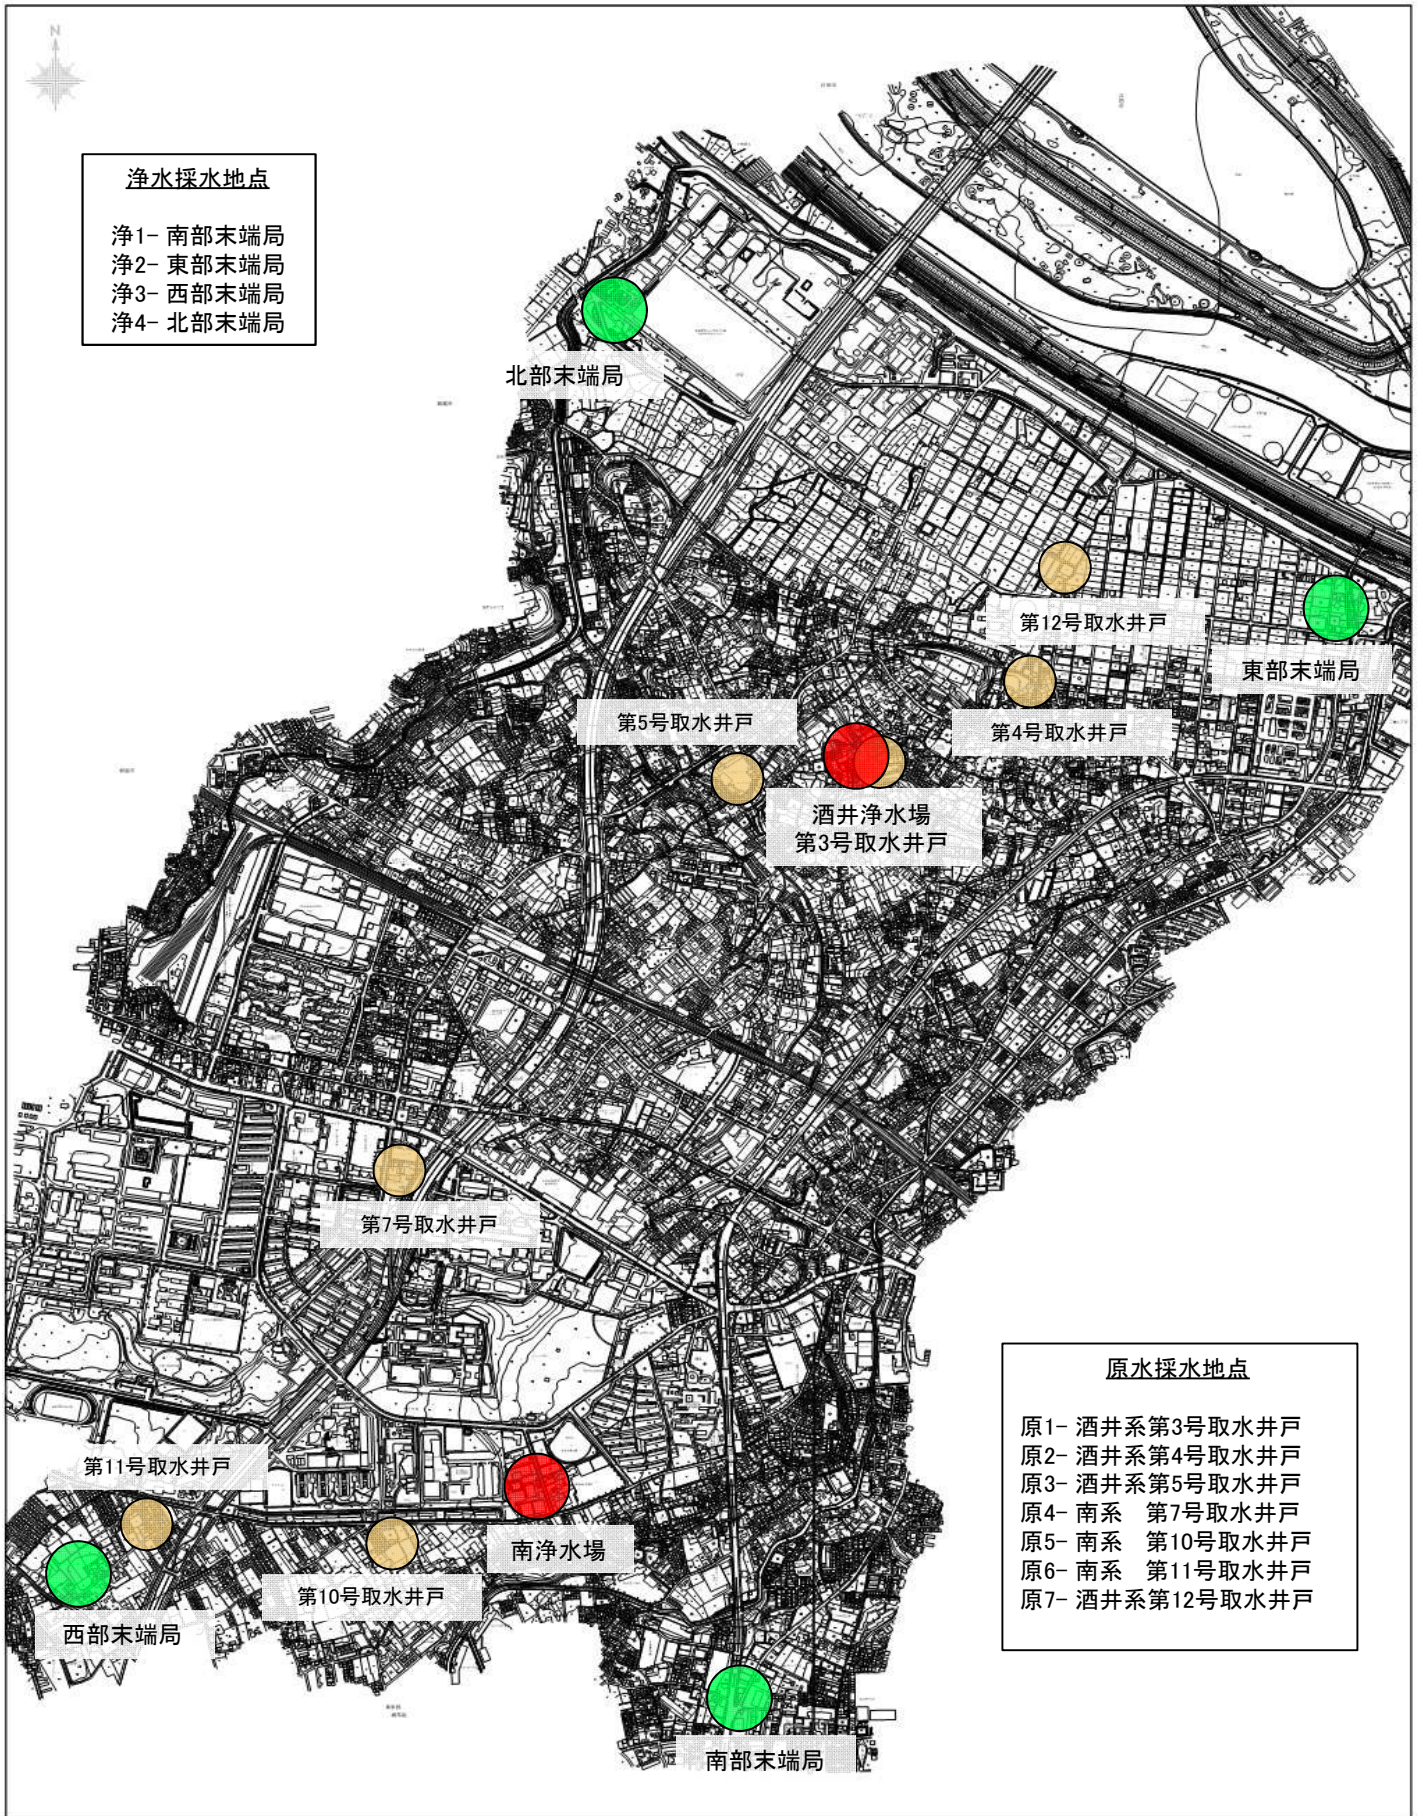 N
浄水採水地点
浄1- 南部末端局
浄2- 東部末端局
浄3- 西部末端局
浄4- 北部末端局
北部末端局
第12号取水井戸
東部末端局
第4号取水井戸
第5号取水井戸
酒井浄水場
第3号取水井戸
第7号取水井戸
原水採水地点
原1- 酒井系第3号取水井戸
原2- 酒井系第4号取水井戸
原3- 酒井系第5号取水井戸
原4- 南系　第7号取水井戸
原5- 南系　第10号取水井戸
原6- 南系　第11号取水井戸
原7- 酒井系第12号取水井戸
第11号取水井戸
南浄水場
第10号取水井戸
西部末端局
南部末端局